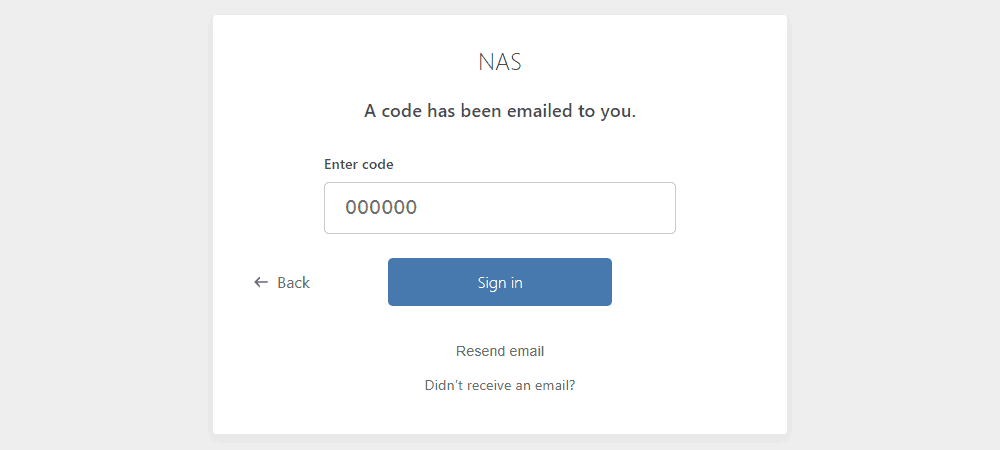 NAS
A code has been emailed to you.
Enter code
000000
← Back
Sign in
Resend email
Didn't receive an email?